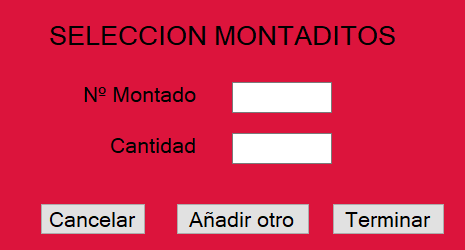 SELECCION MONTADITOS
Nº Montado
Cantidad
Cancelar Añadir otro Terminar